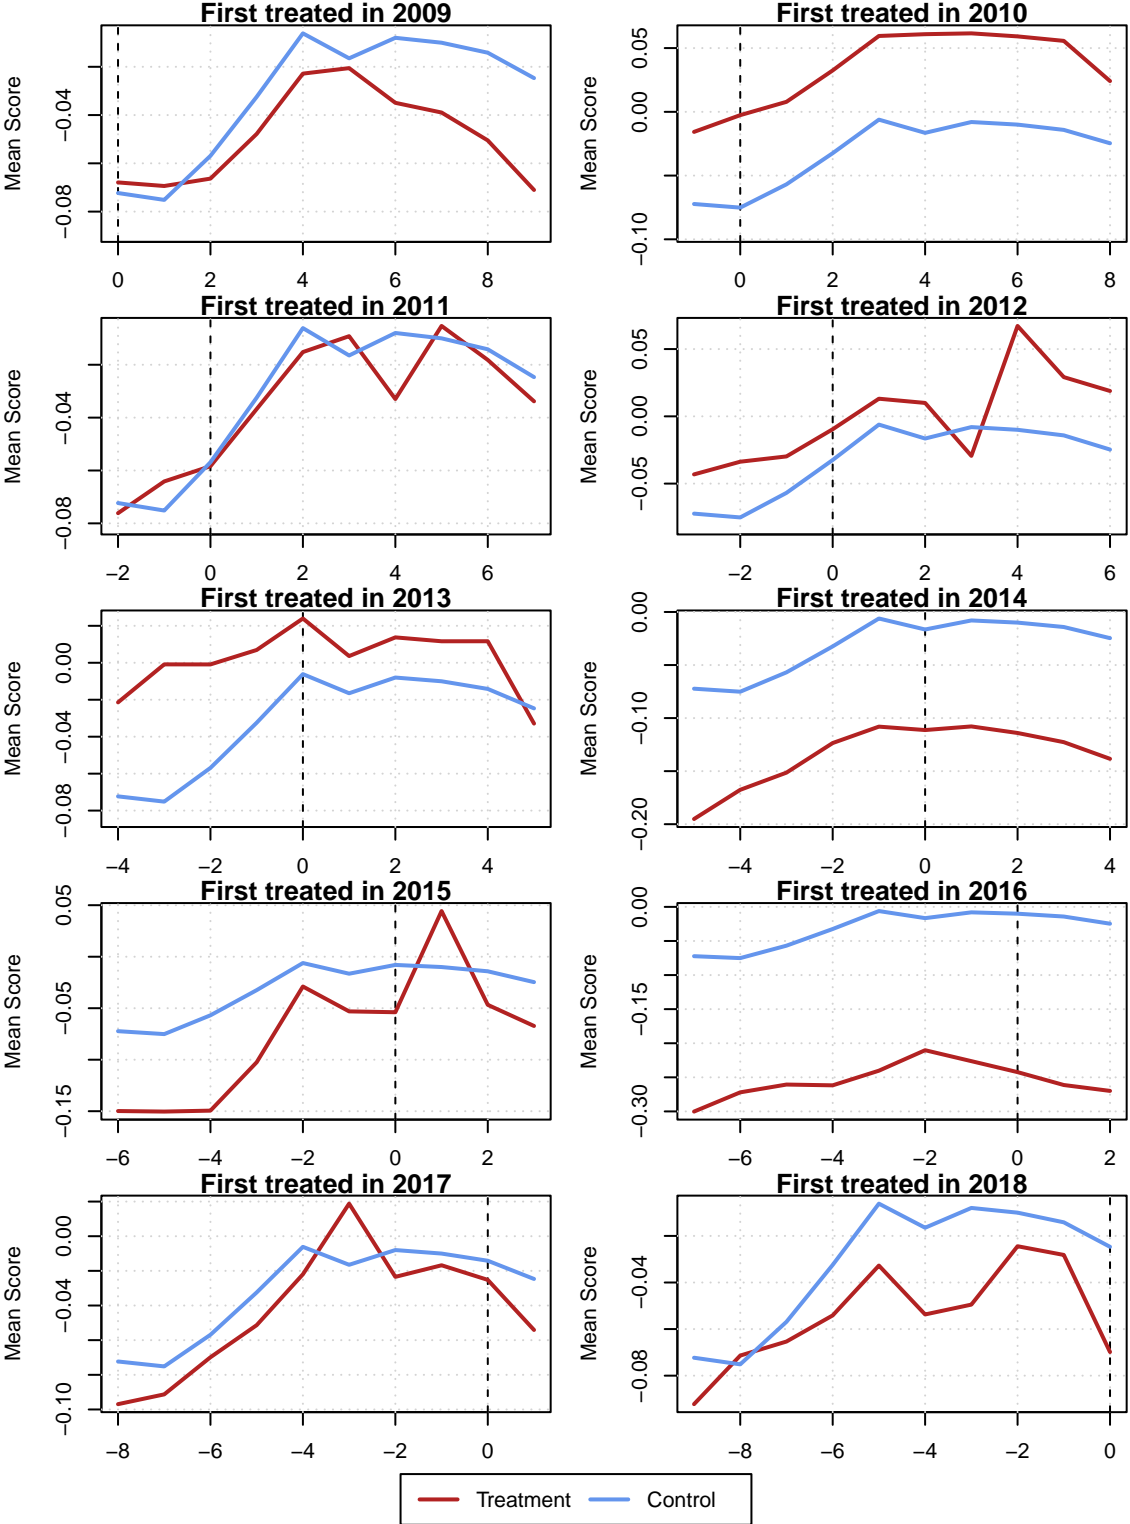 First treated in 2009
Mean Score
−0.04
−0.08
0 2 4 6 8
First treated in 2010
Mean Score
0.05
0.00
−0.10
0 2 4 6 8
First treated in 2011
Mean Score
−0.04
−0.08
−2 0 2 4 6
First treated in 2012
Mean Score
0.05
0.00
−0.05
−2 0 2 4 6
First treated in 2013
Mean Score
0.00
−0.04
−0.08
−4 −2 0 2 4
First treated in 2014
Mean Score
0.00
−0.10
−0.20
−4 −2 0 2 4
First treated in 2015
Mean Score
0.05
−0.05
−0.15
−6 −4 −2 0 2
First treated in 2016
Mean Score
0.00
−0.15
−0.30
−6 −4 −2 0 2
First treated in 2017
Mean Score
0.00
−0.04
−0.10
−8 −6 −4 −2 0
First treated in 2018
Mean Score
−0.04
−0.08
−8 −6 −4 −2 0
Treatment Control